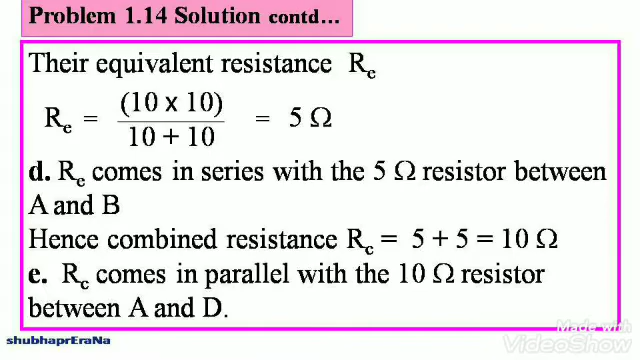 Problem 1.14 Solution contd...
Their equivalent resistance Rₑ
Rₑ = (10 x 10) / 10 + 10 = 5 Ω
d. Rₑ comes in series with the 5 Ω resistor between
A and B
Hence combined resistance R꜀ = 5 + 5 = 10 Ω
e. R꜀ comes in parallel with the 10 Ω resistor
between A and D.
shubhaprEraNa
Made with
VideoShow